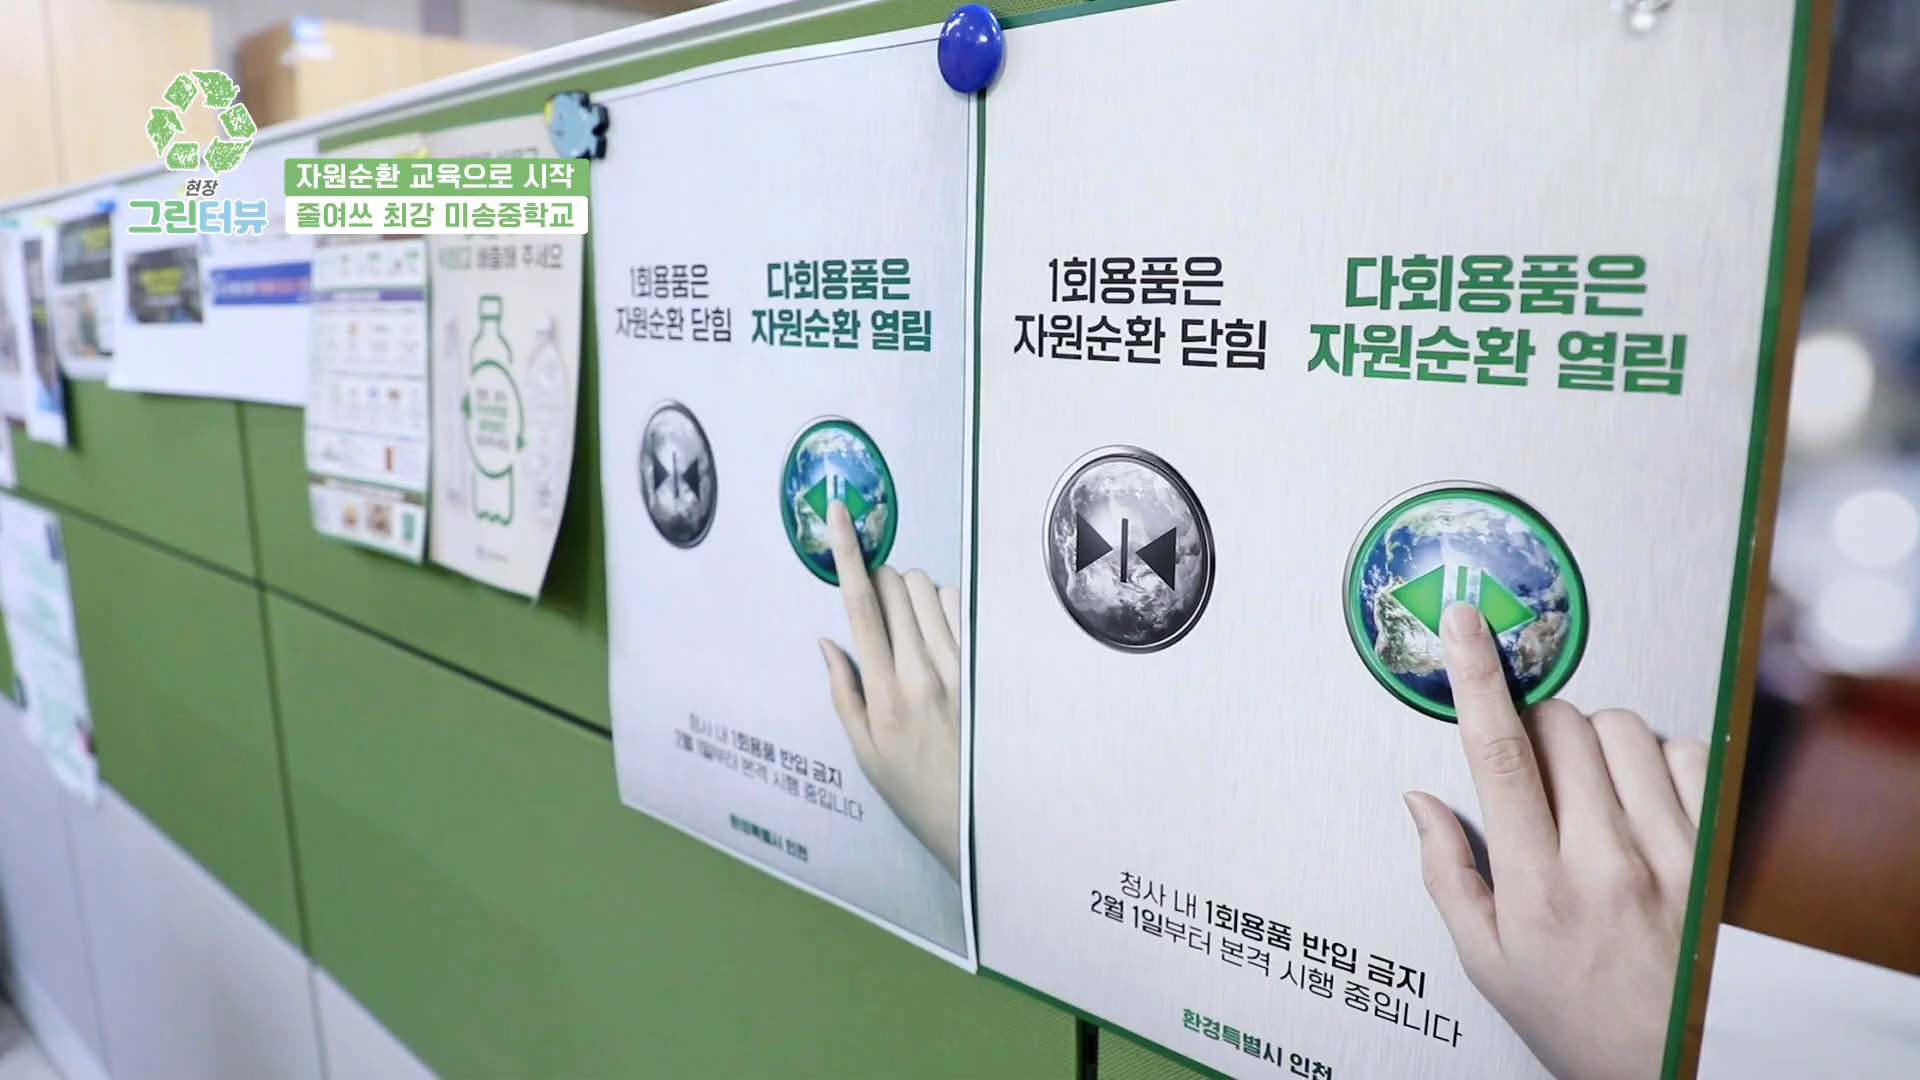 현장
그린터뷰
자원순환 교육으로 시작
줄여쓰 최강 미송중학교
배출해 주세요
1회용품은
자원순환 닫힘
다회용품은
자원순환 열림
청사 내 1회용품 반입 금지
2월 1일부터 본격 시행 중입니다
환경특별시 인천
1회용품은
자원순환 닫힘
다회용품은
자원순환 열림
청사 내 1회용품 반입 금지
2월 1일부터 본격 시행 중입니다
환경특별시 인천